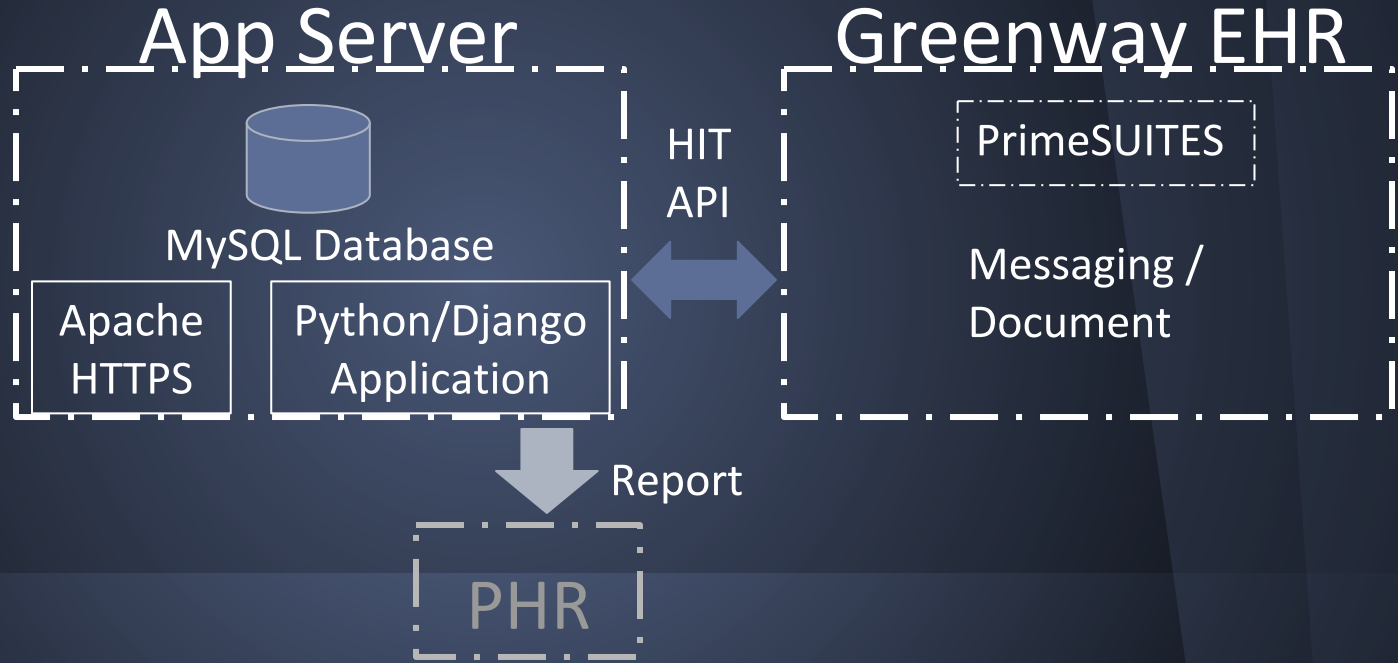 App Server
MySQL Database
Apache
HTTPS
Python/Django
Application
HIT
API
Greenway EHR
PrimeSUITES
Messaging /
Document
Report
PHR